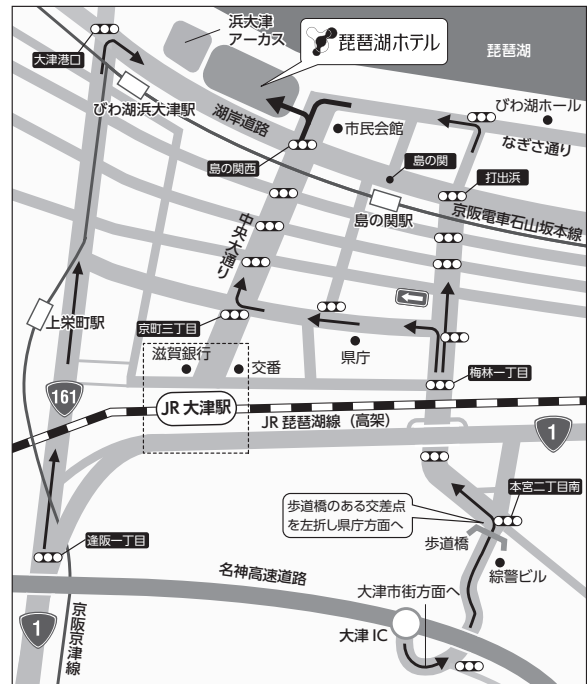 浜大津
アーカス
琵琶湖ホテル
琵琶湖
大津港口
びわ湖浜大津駅
湖岸道路
市民会館
びわ湖ホール
なぎさ通り
島の関西
島の関
打出浜
島の関駅
京阪電車石山坂本線
中央大通り
上栄町駅
京町三丁目
滋賀銀行
交番
県庁
梅林一丁目
161
JR 大津駅
JR 琵琶湖線（高架）
1
歩道橋のある交差点
を左折し県庁方面へ
本宮二丁目南
歩道橋
綜警ビル
逢阪一丁目
名神高速道路
大津市街方面へ
大津 IC
1
京阪京津線